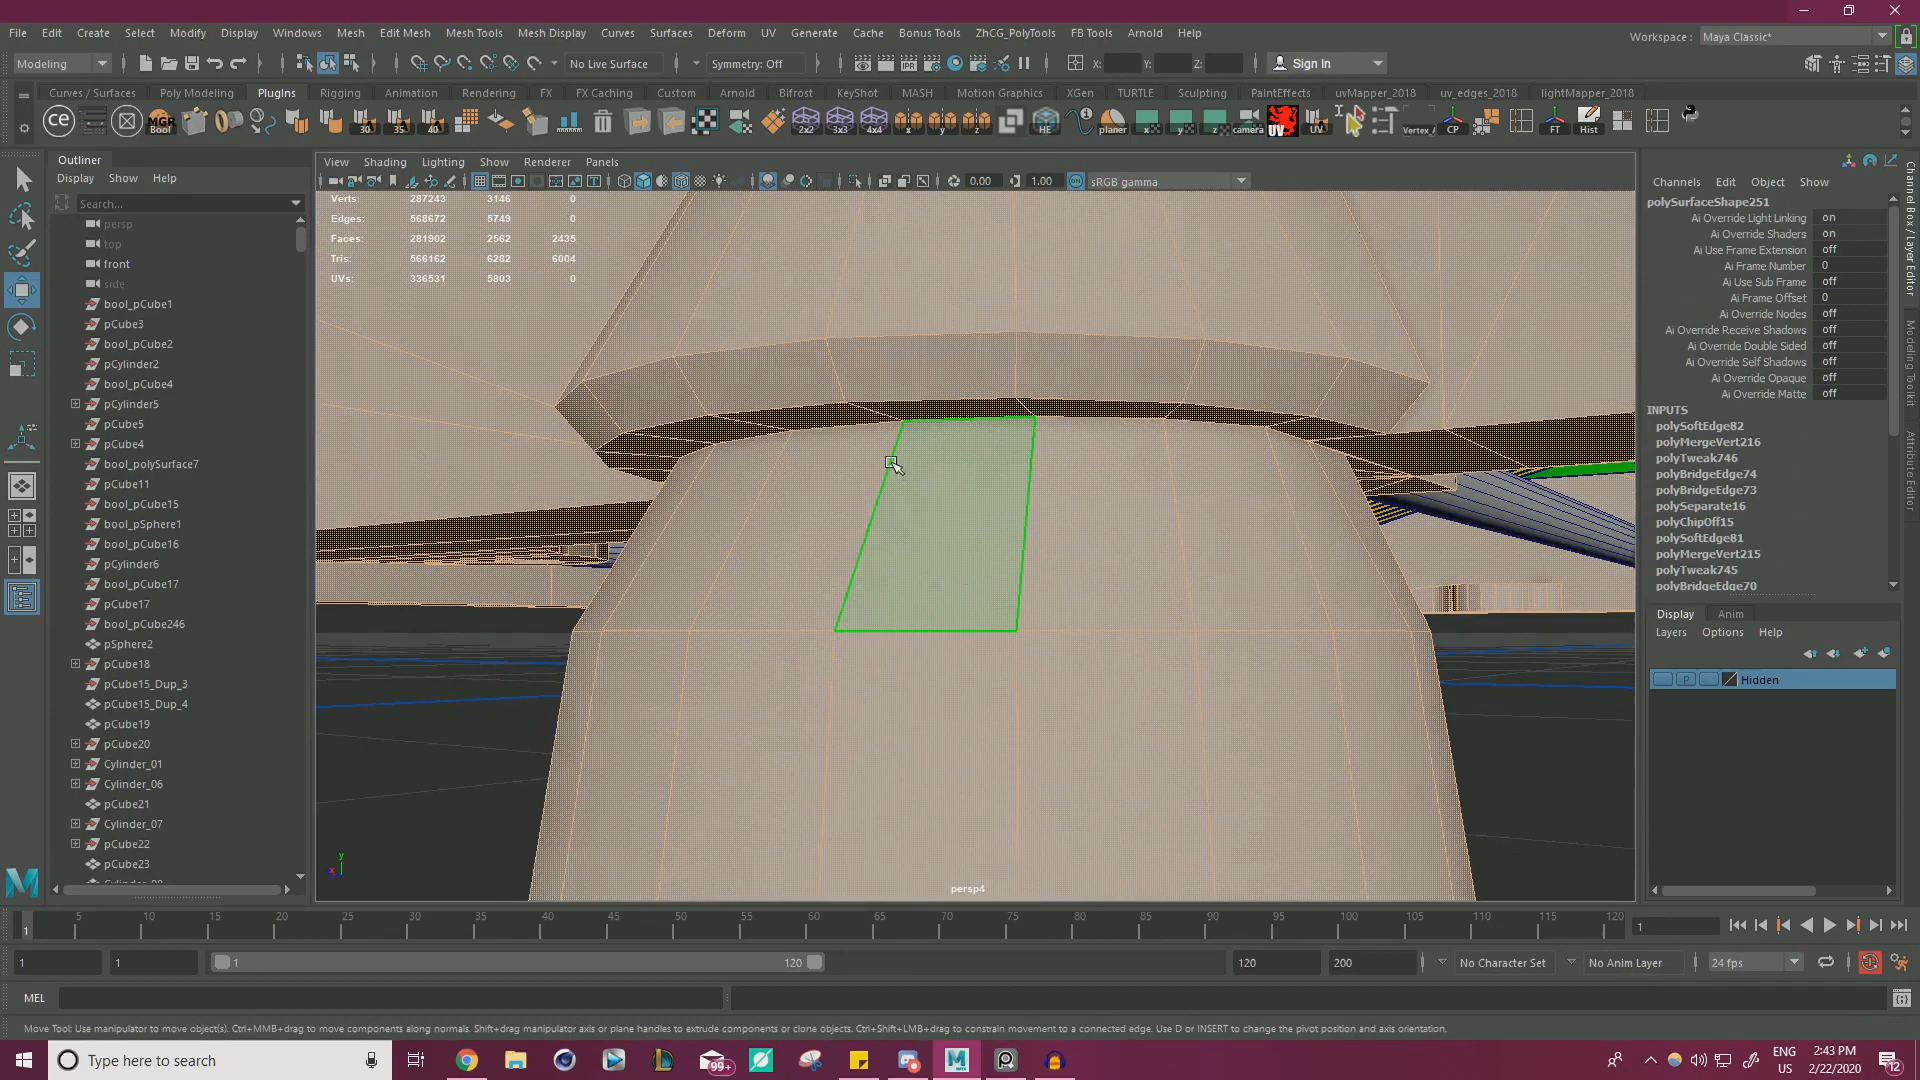 File Edit Create Select Modify Display Windows Mesh Edit Mesh Mesh Tools Mesh Display Curves Surfaces Deform UV Generate Cache Bonus Tools ZhCG_PolyTools FB Tools Arnold Help
Workspace : Maya Classic*
Modeling No Live Surface Symmetry: Off X: Y: Z: Sign In
Curves / Surfaces Poly Modeling PlugIns Rigging Animation Rendering FX FX Caching Custom Arnold Bifrost KeyShot MASH Motion Graphics XGen TURTLE Sculpting PaintEffects uvMapper_2018 uv_edges_2018 lightMapper_2018
Outliner
Display Show Help
Search...
persp
top
front
side
bool_pCube1
pCube3
bool_pCube2
pCylinder2
bool_pCube4
pCylinder5
pCube5
pCube4
bool_polySurface7
pCube11
bool_pCube15
bool_pSphere1
bool_pCube16
pCylinder6
bool_pCube17
pCube17
bool_pCube246
pSphere2
pCube18
pCube15_Dup_3
pCube15_Dup_4
pCube19
pCube20
Cylinder_01
Cylinder_06
pCube21
Cylinder_07
pCube22
pCube23
View Shading Lighting Show Renderer Panels
0.00 1.00 sRGB gamma
Verts: 287243 3146 0
Edges: 568672 5749 0
Faces: 281902 2562 2435
Tris: 566162 6282 6004
UVs: 336531 5803 0
persp4
Channels Edit Object Show
polySurfaceShape251
Ai Override Light Linking on
Ai Override Shaders on
Ai Use Frame Extension off
Ai Frame Number 0
Ai Use Sub Frame off
Ai Frame Offset 0
Ai Override Nodes off
Ai Override Receive Shadows off
Ai Override Double Sided off
Ai Override Self Shadows off
Ai Override Opaque off
Ai Override Matte off
INPUTS
polySoftEdge82
polyMergeVert216
polyTweak746
polyBridgeEdge74
polyBridgeEdge73
polySeparate16
polyChipOff15
polySoftEdge81
polyMergeVert215
polyTweak745
polyBridgeEdge70
Display Anim
Layers Options Help
P Hidden
Channel Box / Layer Editor
Modeling Toolkit
Attribute Editor
5 10 15 20 25 30 35 40 45 50 55 60 65 70 75 80 85 90 95 100 105 110 115 120
1 1
1 1 1 120 120 200 No Character Set No Anim Layer 24 fps
MEL
Move Tool: Use manipulator to move object(s). Ctrl+MMB+drag to move components along normals. Shift+drag manipulator axis or plane handles to extrude components or clone objects. Ctrl+Shift+LMB+drag to constrain movement to a connected edge. Use D or INSERT to change the pivot position and axis orientation.
Type here to search
99+
ENG
US
2:43 PM
2/22/2020
12